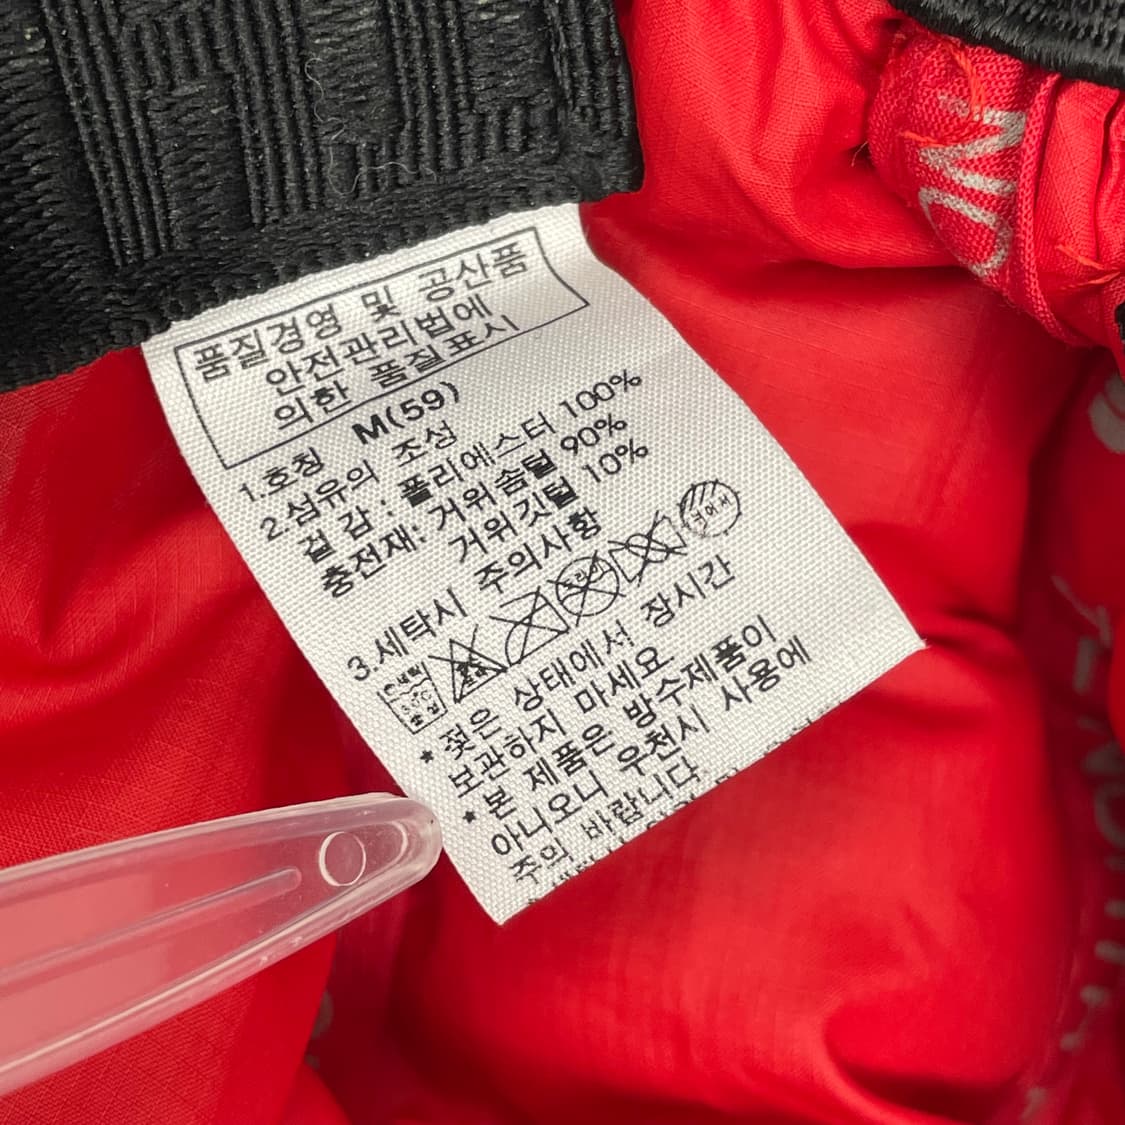 품질경영 및 공산품
안전관리법에
의한 품질표시
1.호칭 M(59)
2.섬유의 조성
겉 감 : 폴리에스터 100%
충전재: 거위솜털 90%
거위깃털 10%
3.세탁시 주의사항
* 젖은 상태에서 장시간
보관하지 마세요
* 본 제품은 방수제품이
아니오니 우천시 사용에
주의 바랍니다.